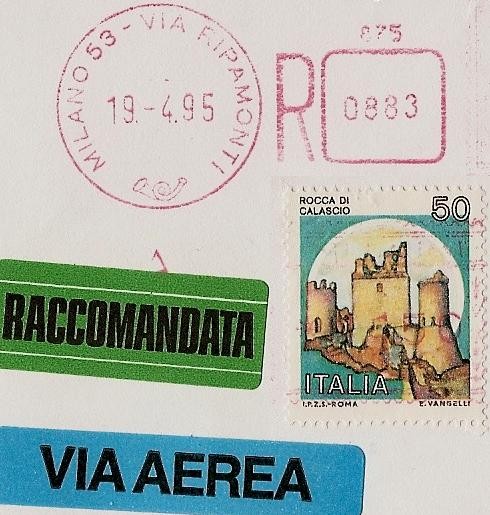 MILANO 53 - VIA RIPAMONTI
19.-4.95
875
R 0883
ROCCA DI
CALASCIO
50
ITALIA
I.P.Z.S.-ROMA E. VANGELLI
RACCOMANDATA
VIA AEREA